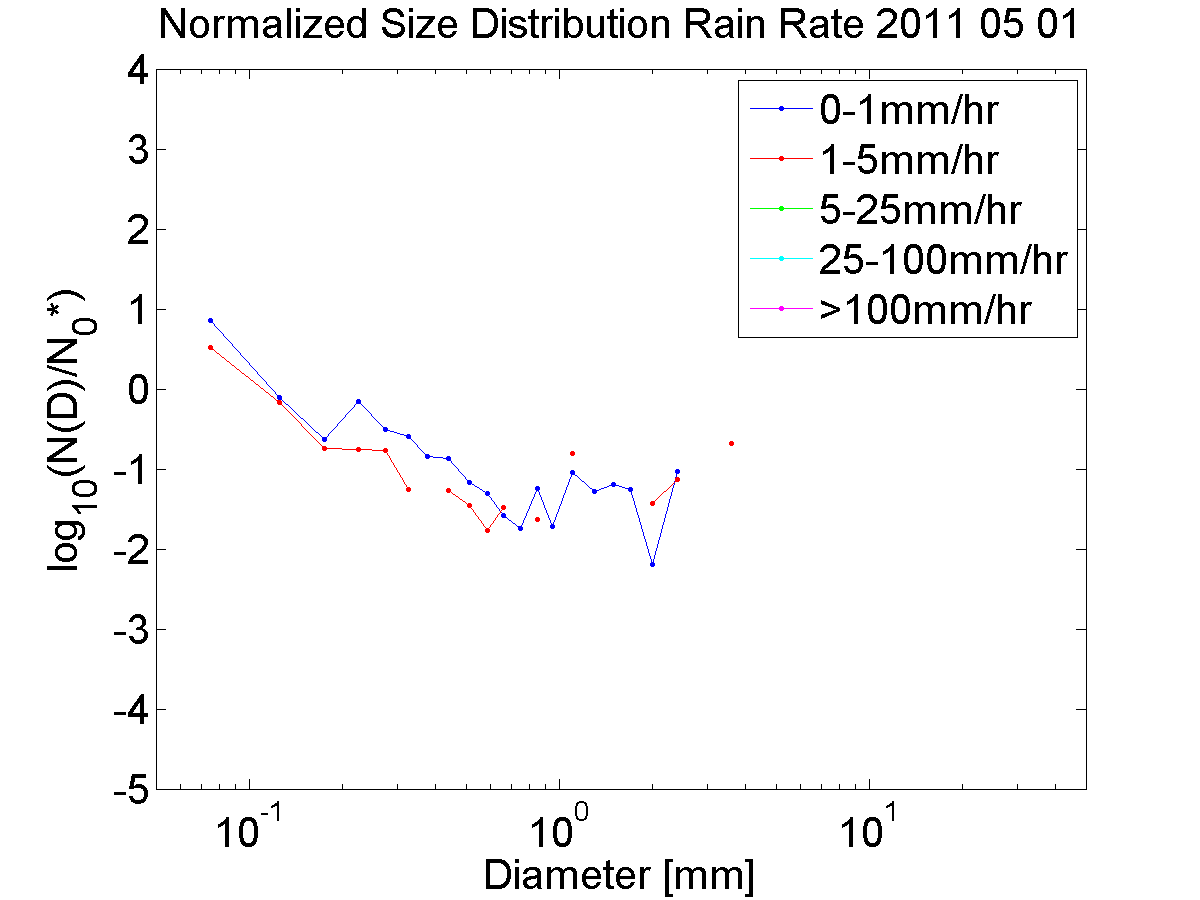 Normalized Size Distribution Rain Rate 2011 05 01
0-1mm/hr
1-5mm/hr
5-25mm/hr
25-100mm/hr
>100mm/hr
4
3
2
1
0
-1
-2
-3
-4
-5
log10(N(D)/N0*)
10-1
100
101
Diameter [mm]